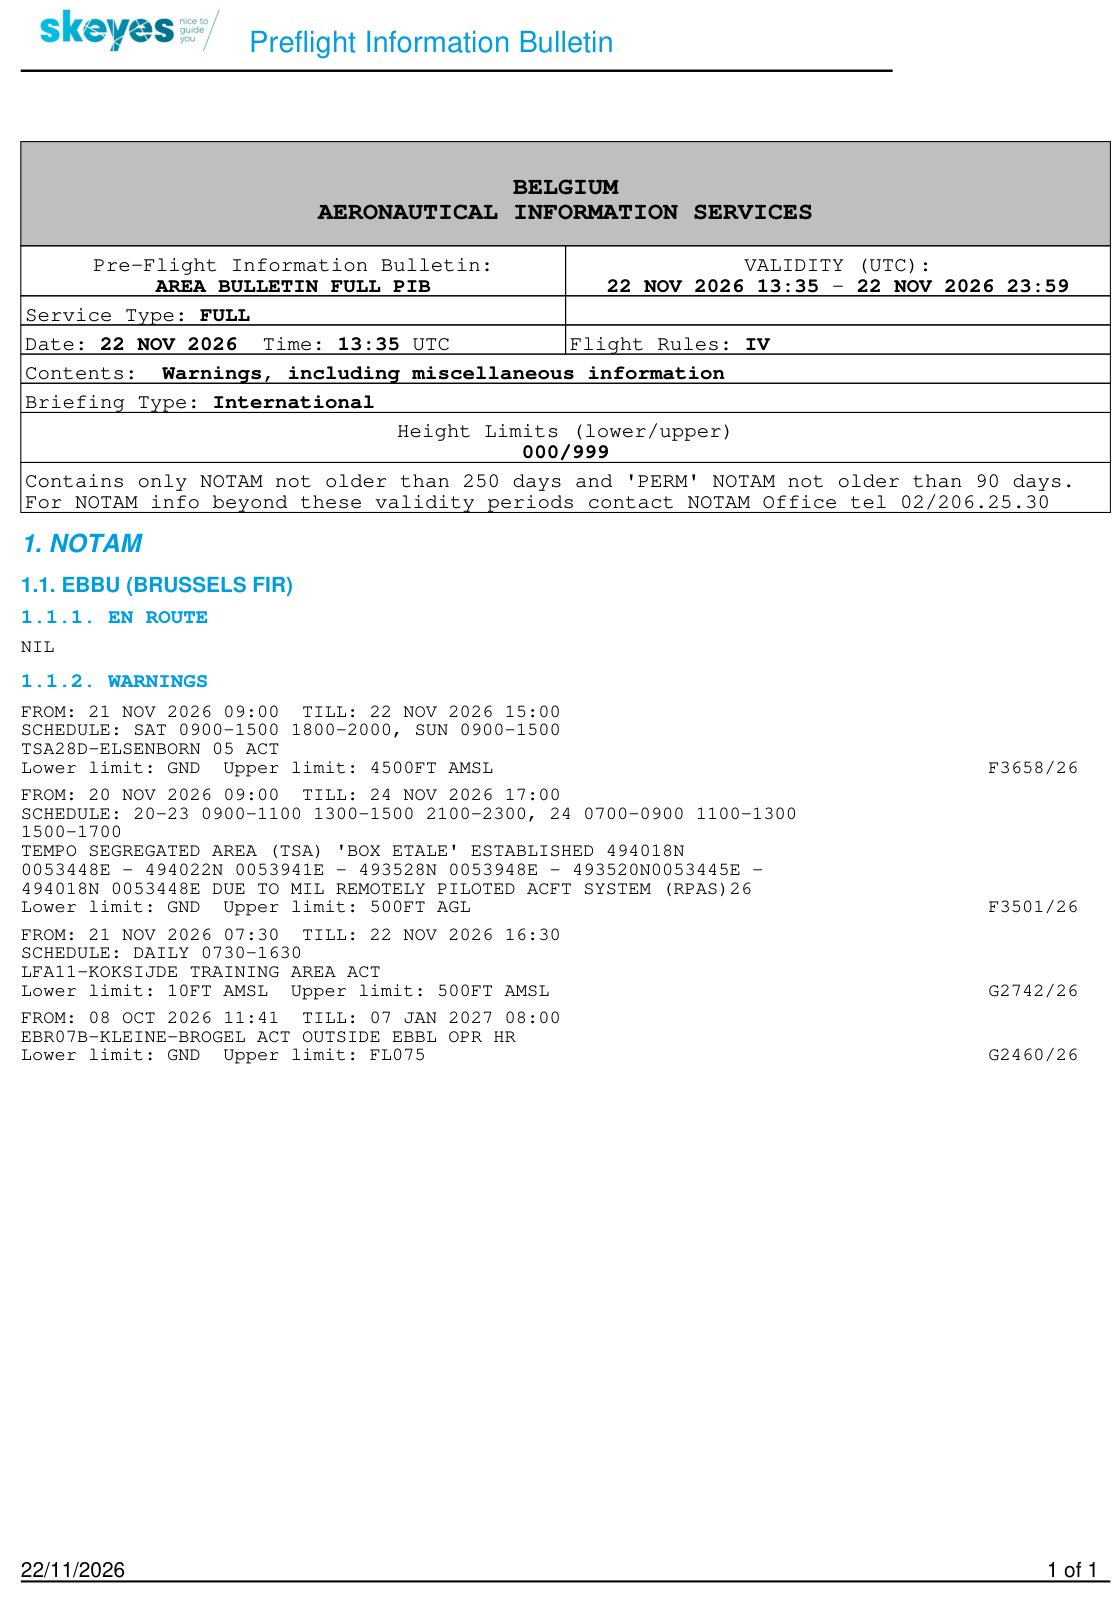 skeyes nice to guide you
Preflight Information Bulletin
BELGIUM
AERONAUTICAL INFORMATION SERVICES
Pre-Flight Information Bulletin:
AREA BULLETIN FULL PIB
VALIDITY (UTC):
22 NOV 2026 13:35 - 22 NOV 2026 23:59
Service Type: FULL
Date: 22 NOV 2026 Time: 13:35 UTC
Flight Rules: IV
Contents: Warnings, including miscellaneous information
Briefing Type: International
Height Limits (lower/upper)
000/999
Contains only NOTAM not older than 250 days and 'PERM' NOTAM not older than 90 days.
For NOTAM info beyond these validity periods contact NOTAM Office tel 02/206.25.30
1. NOTAM
1.1. EBBU (BRUSSELS FIR)
1.1.1. EN ROUTE
NIL
1.1.2. WARNINGS
FROM: 21 NOV 2026 09:00 TILL: 22 NOV 2026 15:00
SCHEDULE: SAT 0900-1500 1800-2000, SUN 0900-1500
TSA28D-ELSENBORN 05 ACT
Lower limit: GND Upper limit: 4500FT AMSL F3658/26
FROM: 20 NOV 2026 09:00 TILL: 24 NOV 2026 17:00
SCHEDULE: 20-23 0900-1100 1300-1500 2100-2300, 24 0700-0900 1100-1300
1500-1700
TEMPO SEGREGATED AREA (TSA) 'BOX ETALE' ESTABLISHED 494018N
0053448E - 494022N 0053941E - 493528N 0053948E - 493520N0053445E -
494018N 0053448E DUE TO MIL REMOTELY PILOTED ACFT SYSTEM (RPAS)26
Lower limit: GND Upper limit: 500FT AGL F3501/26
FROM: 21 NOV 2026 07:30 TILL: 22 NOV 2026 16:30
SCHEDULE: DAILY 0730-1630
LFA11-KOKSIJDE TRAINING AREA ACT
Lower limit: 10FT AMSL Upper limit: 500FT AMSL G2742/26
FROM: 08 OCT 2026 11:41 TILL: 07 JAN 2027 08:00
EBR07B-KLEINE-BROGEL ACT OUTSIDE EBBL OPR HR
Lower limit: GND Upper limit: FL075 G2460/26
22/11/2026
1 of 1